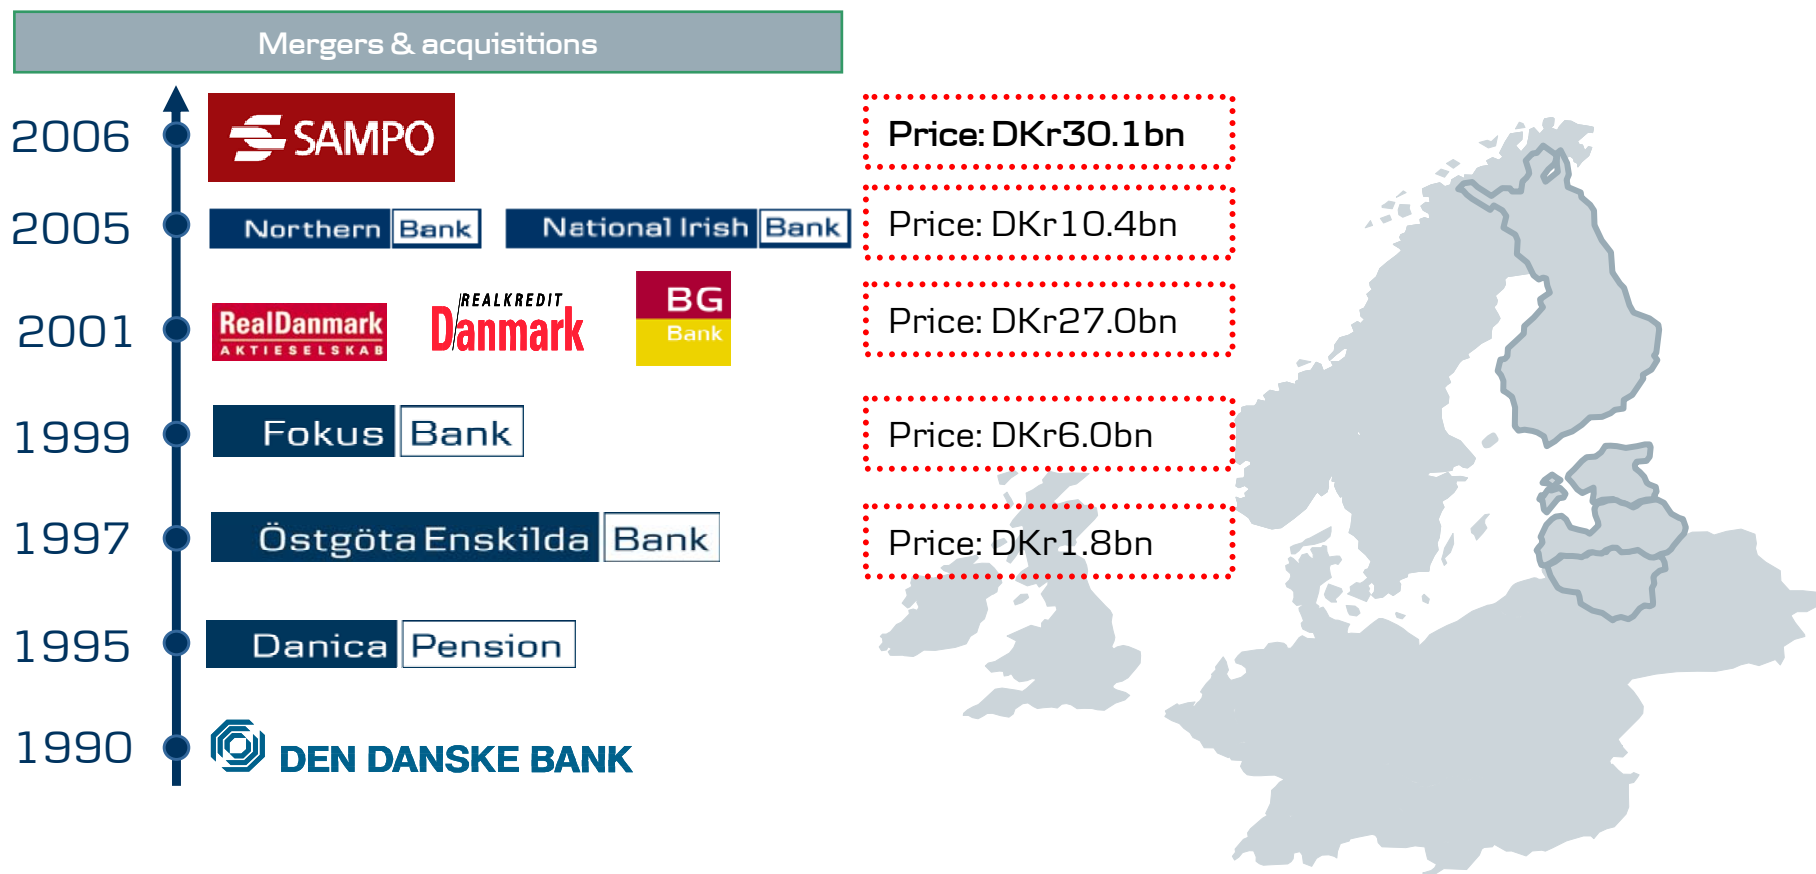 Mergers & acquisitions
2006
SAMPO
Price: DKr30.1bn
2005
Northern Bank
National Irish Bank
Price: DKr10.4bn
2001
RealDanmark
AKTIESELSKAB
REALKREDIT
Danmark
BG
Bank
Price: DKr27.0bn
1999
Fokus Bank
Price: DKr6.0bn
1997
Östgöta Enskilda Bank
Price: DKr1.8bn
1995
Danica Pension
1990
DEN DANSKE BANK